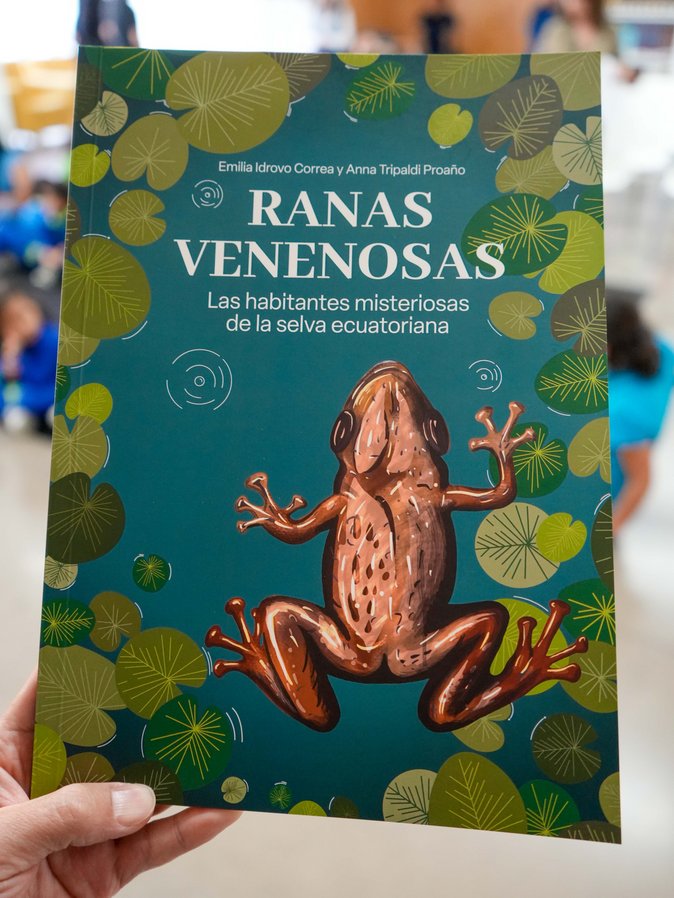 Emilia Idrovo Correa y Anna Tripaldi Proaño
RANAS
VENENOSAS
Las habitantes misteriosas
de la selva ecuatoriana